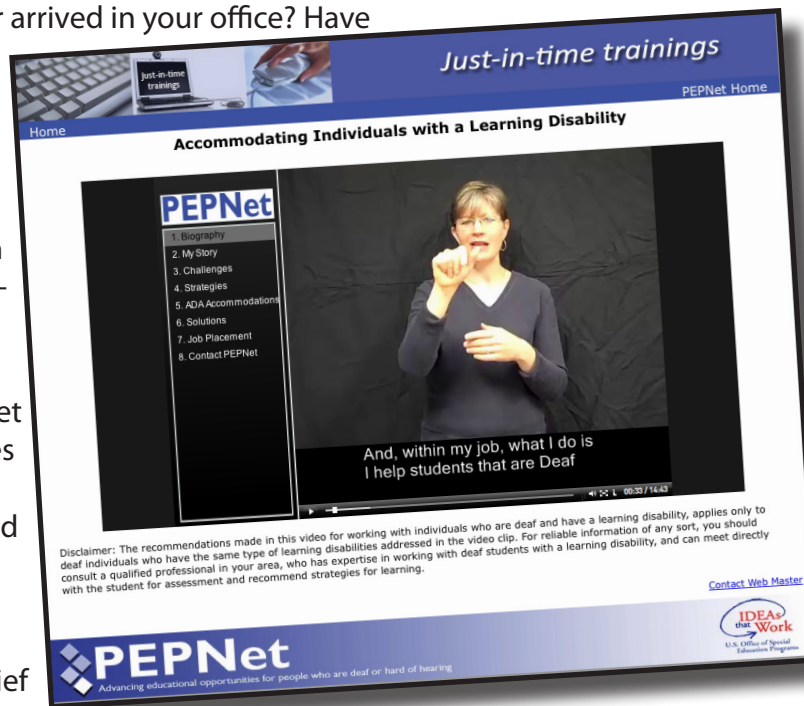 r arrived in your office? Have
et
es
d
ief
Just-in-time
trainings
Just-in-time trainings
Home
PEPNet Home
Accommodating Individuals with a Learning Disability
PEPNet
1. Biography
2. My Story
3. Challenges
4. Strategies
5. ADA Accommodations
6. Solutions
7. Job Placement
8. Contact PEPNet
And, within my job, what I do is
I help students that are Deaf
00:33 / 14:43
Disclaimer: The recommendations made in this video for working with individuals who are deaf and have a learning disability, applies only to
deaf individuals who have the same type of learning disabilities addressed in the video clip. For reliable information of any sort, you should
consult a qualified professional in your area, who has expertise in working with deaf students with a learning disability, and can meet directly
with the student for assessment and recommend strategies for learning.
Contact Web Master
PEPNet
Advancing educational opportunities for people who are deaf or hard of hearing
IDEAs
that Work
U.S. Office of Special
Education Programs